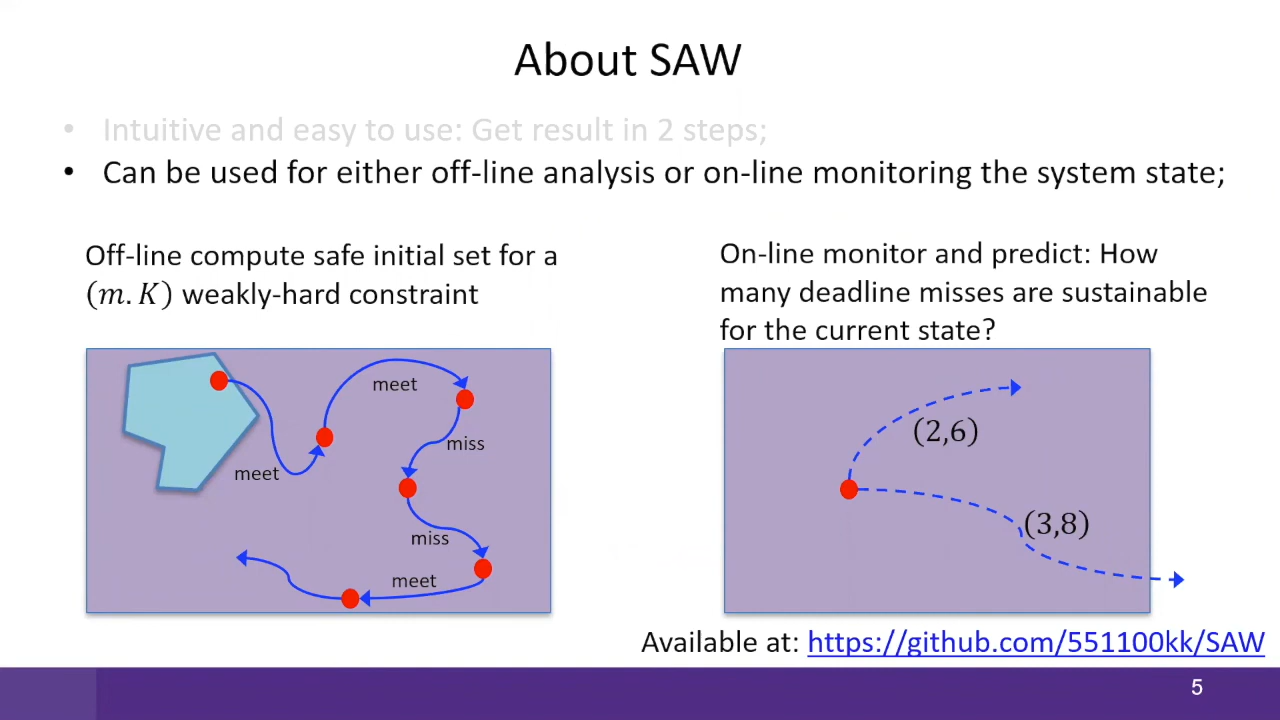 About SAW
• Intuitive and easy to use: Get result in 2 steps;
• Can be used for either off-line analysis or on-line monitoring the system state;
Off-line compute safe initial set for a
(m.K) weakly-hard constraint
meet
meet
miss
miss
meet
On-line monitor and predict: How
many deadline misses are sustainable
for the current state?
(2,6)
(3,8)
Available at: https://github.com/551100kk/SAW
5